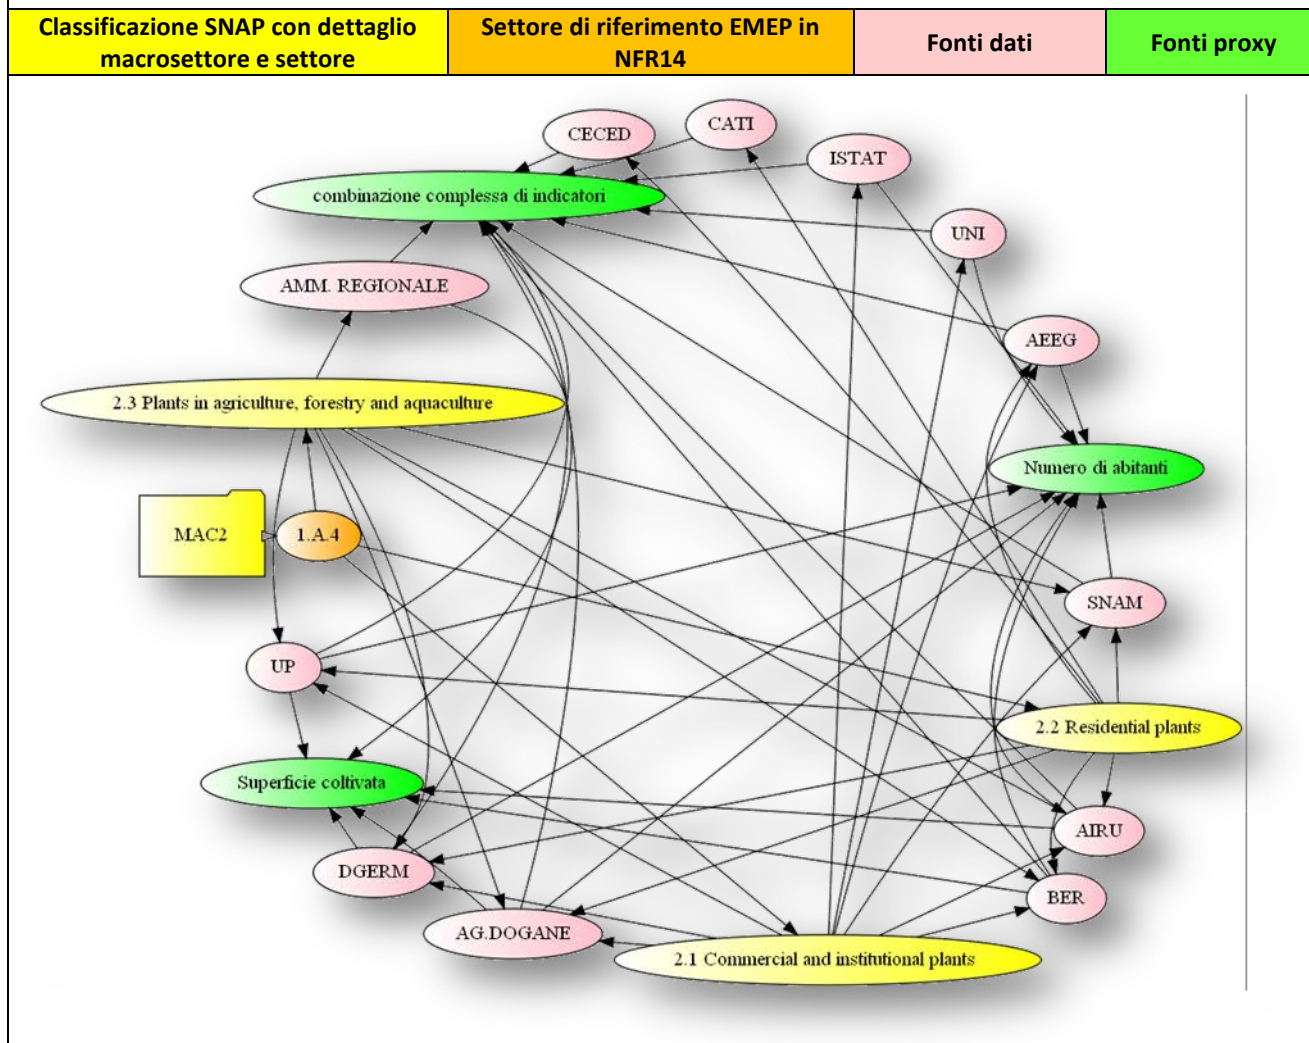 Classificazione SNAP con dettaglio
macrosettore e settore
Settore di riferimento EMEP in
NFR14
Fonti dati
Fonti proxy
CECED
CATI
ISTAT
combinazione complessa di indicatori
UNI
AMM. REGIONALE
AEEG
2.3 Plants in agriculture, forestry and aquaculture
Numero di abitanti
MAC2
1.A.4
SNAM
UP
2.2 Residential plants
Superficie coltivata
AIRU
DGERM
BER
AG.DOGANE
2.1 Commercial and institutional plants